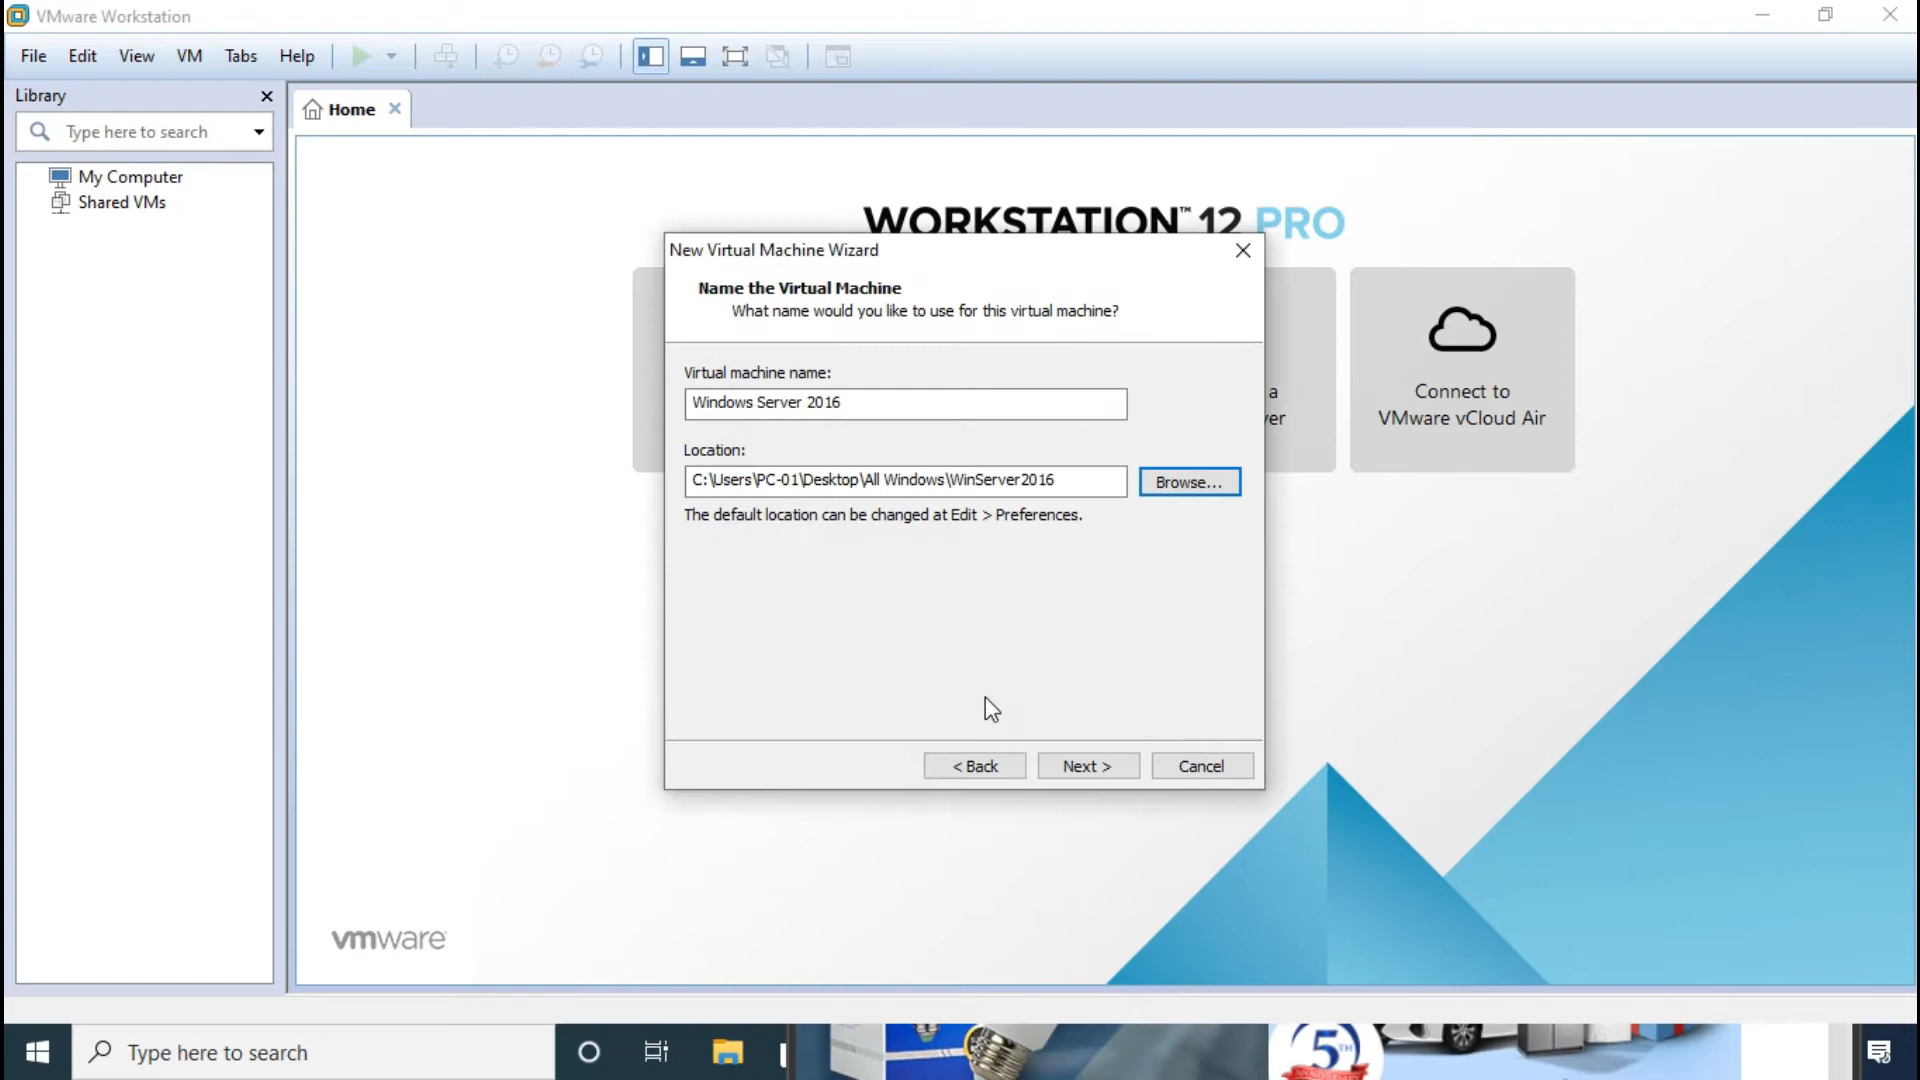 VMware Workstation
File Edit View VM Tabs Help
Library
Home
Type here to search
My Computer
Shared VMs
WORKSTATION™ 12 PRO
New Virtual Machine Wizard
Name the Virtual Machine
What name would you like to use for this virtual machine?
Virtual machine name:
Windows Server 2016
Location:
C:\Users\PC-01\Desktop\All Windows\WinServer2016
Browse...
The default location can be changed at Edit > Preferences.
a
ver
Connect to
VMware vCloud Air
< Back Next > Cancel
vmware
Type here to search
5TH
ANNIVERSARY